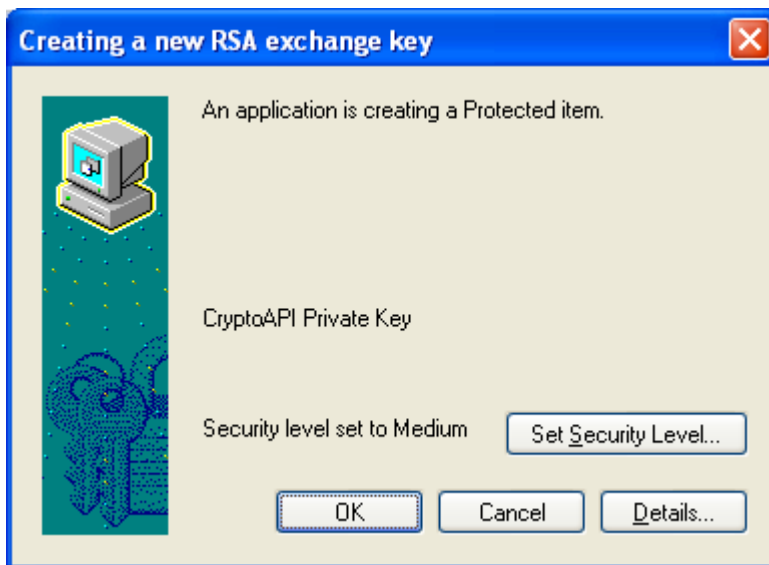 Creating a new RSA exchange key
An application is creating a Protected item.
CryptoAPI Private Key
Security level set to Medium
Set Security Level...
OK
Cancel
Details...